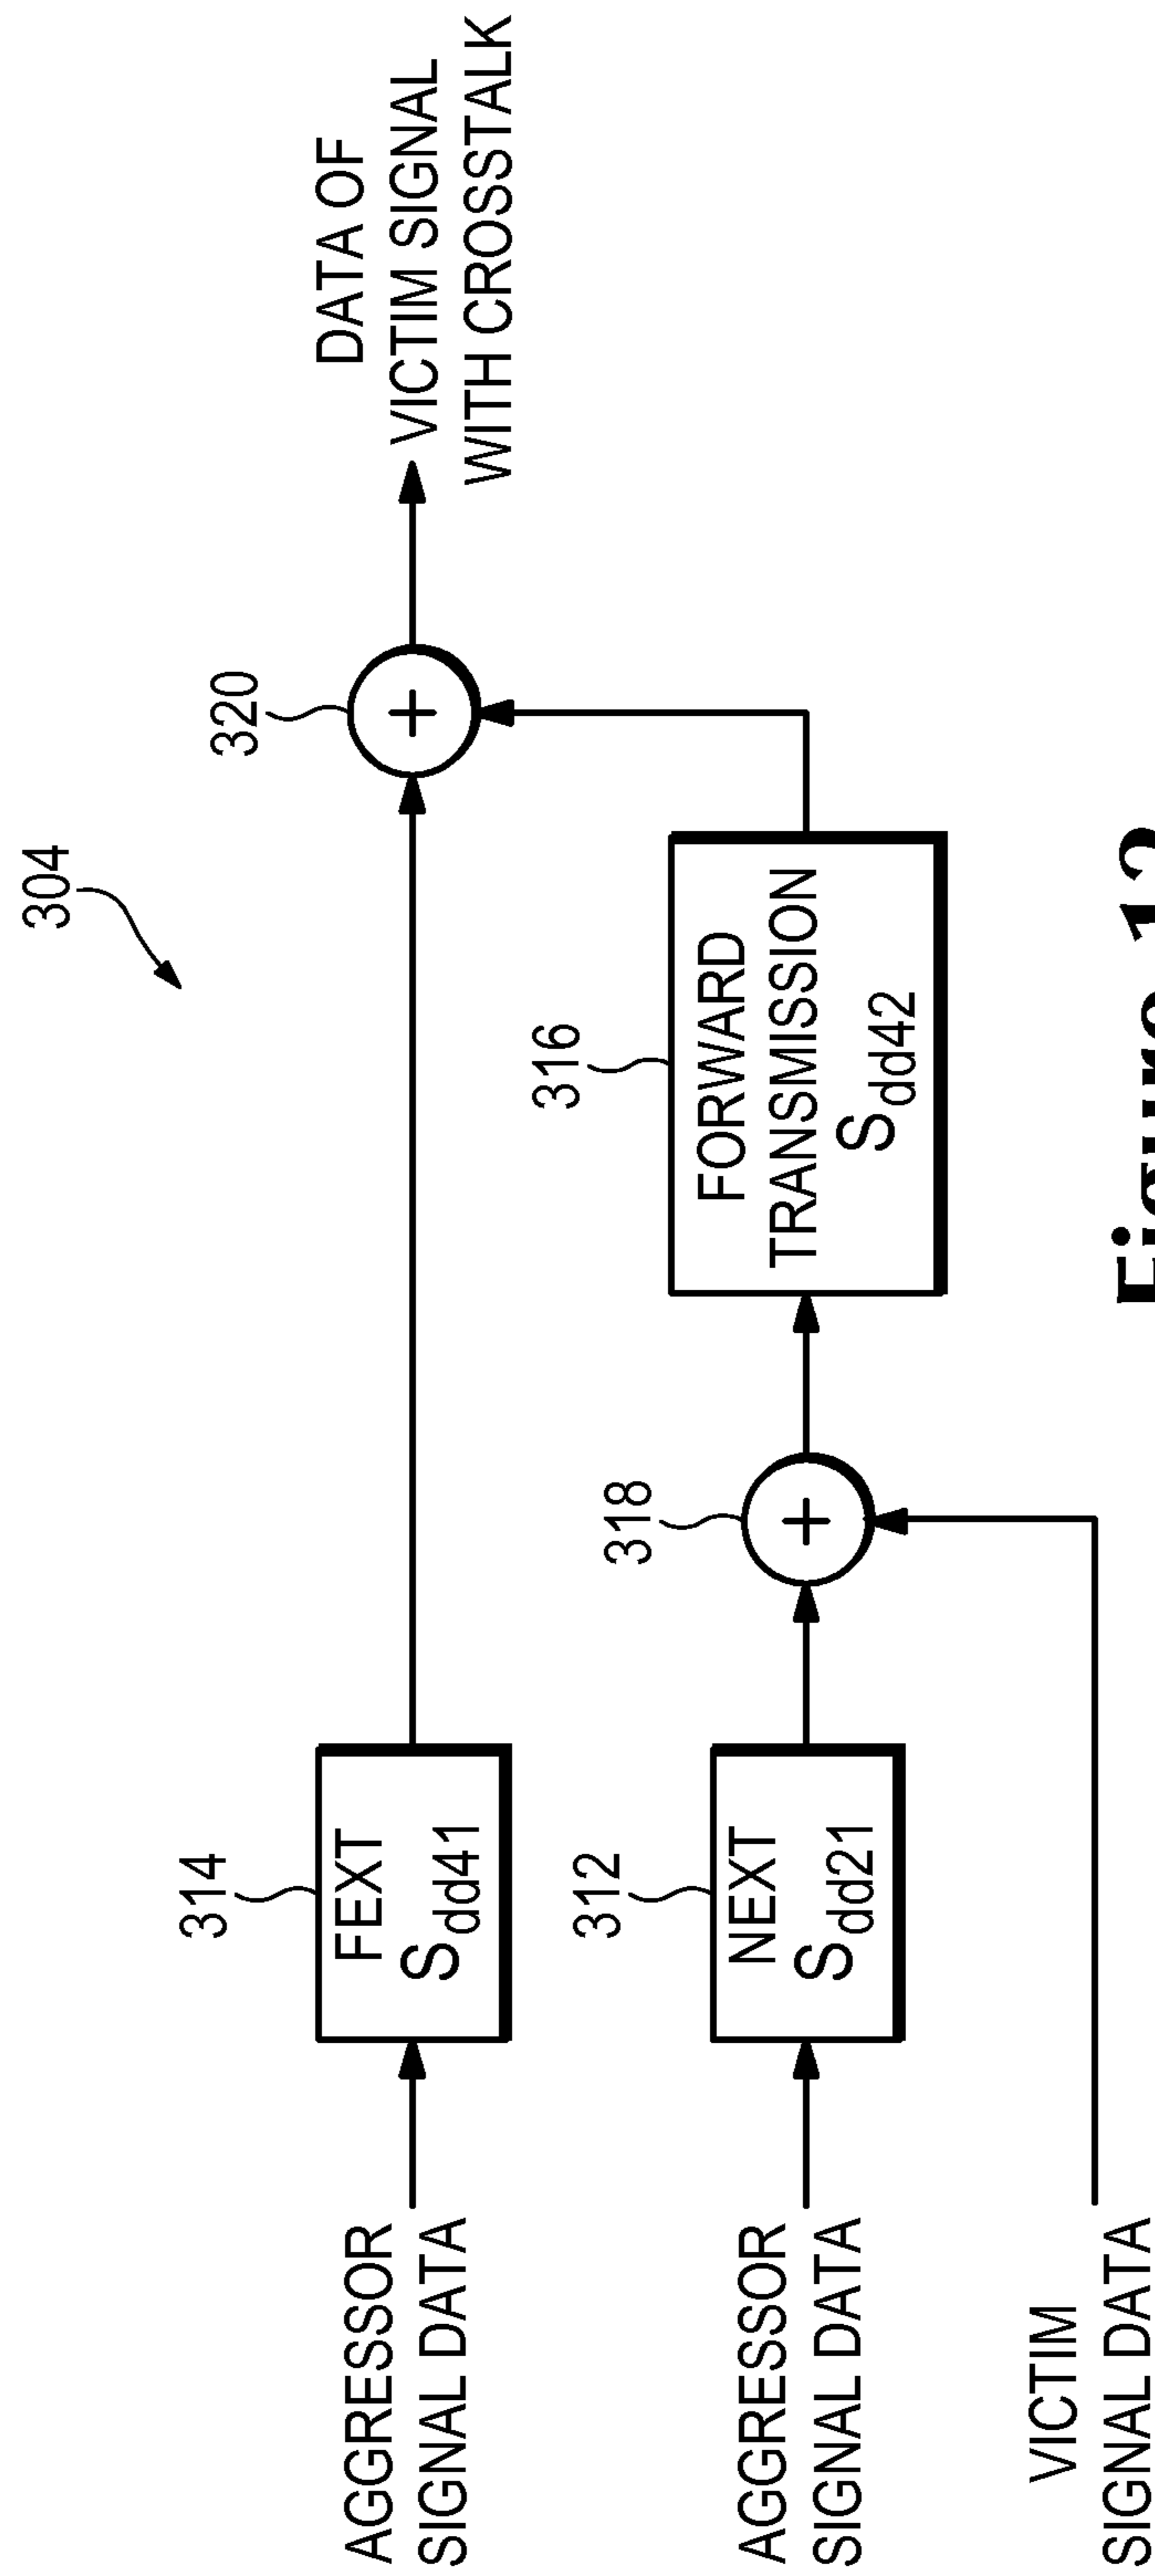 304
AGGRESSOR
SIGNAL DATA
314
FEXT
Sdd41
320
DATA OF
VICTIM SIGNAL
WITH CROSSTALK
AGGRESSOR
SIGNAL DATA
312
NEXT
Sdd21
318
+
316
FORWARD
TRANSMISSION
Sdd42
+
VICTIM
SIGNAL DATA